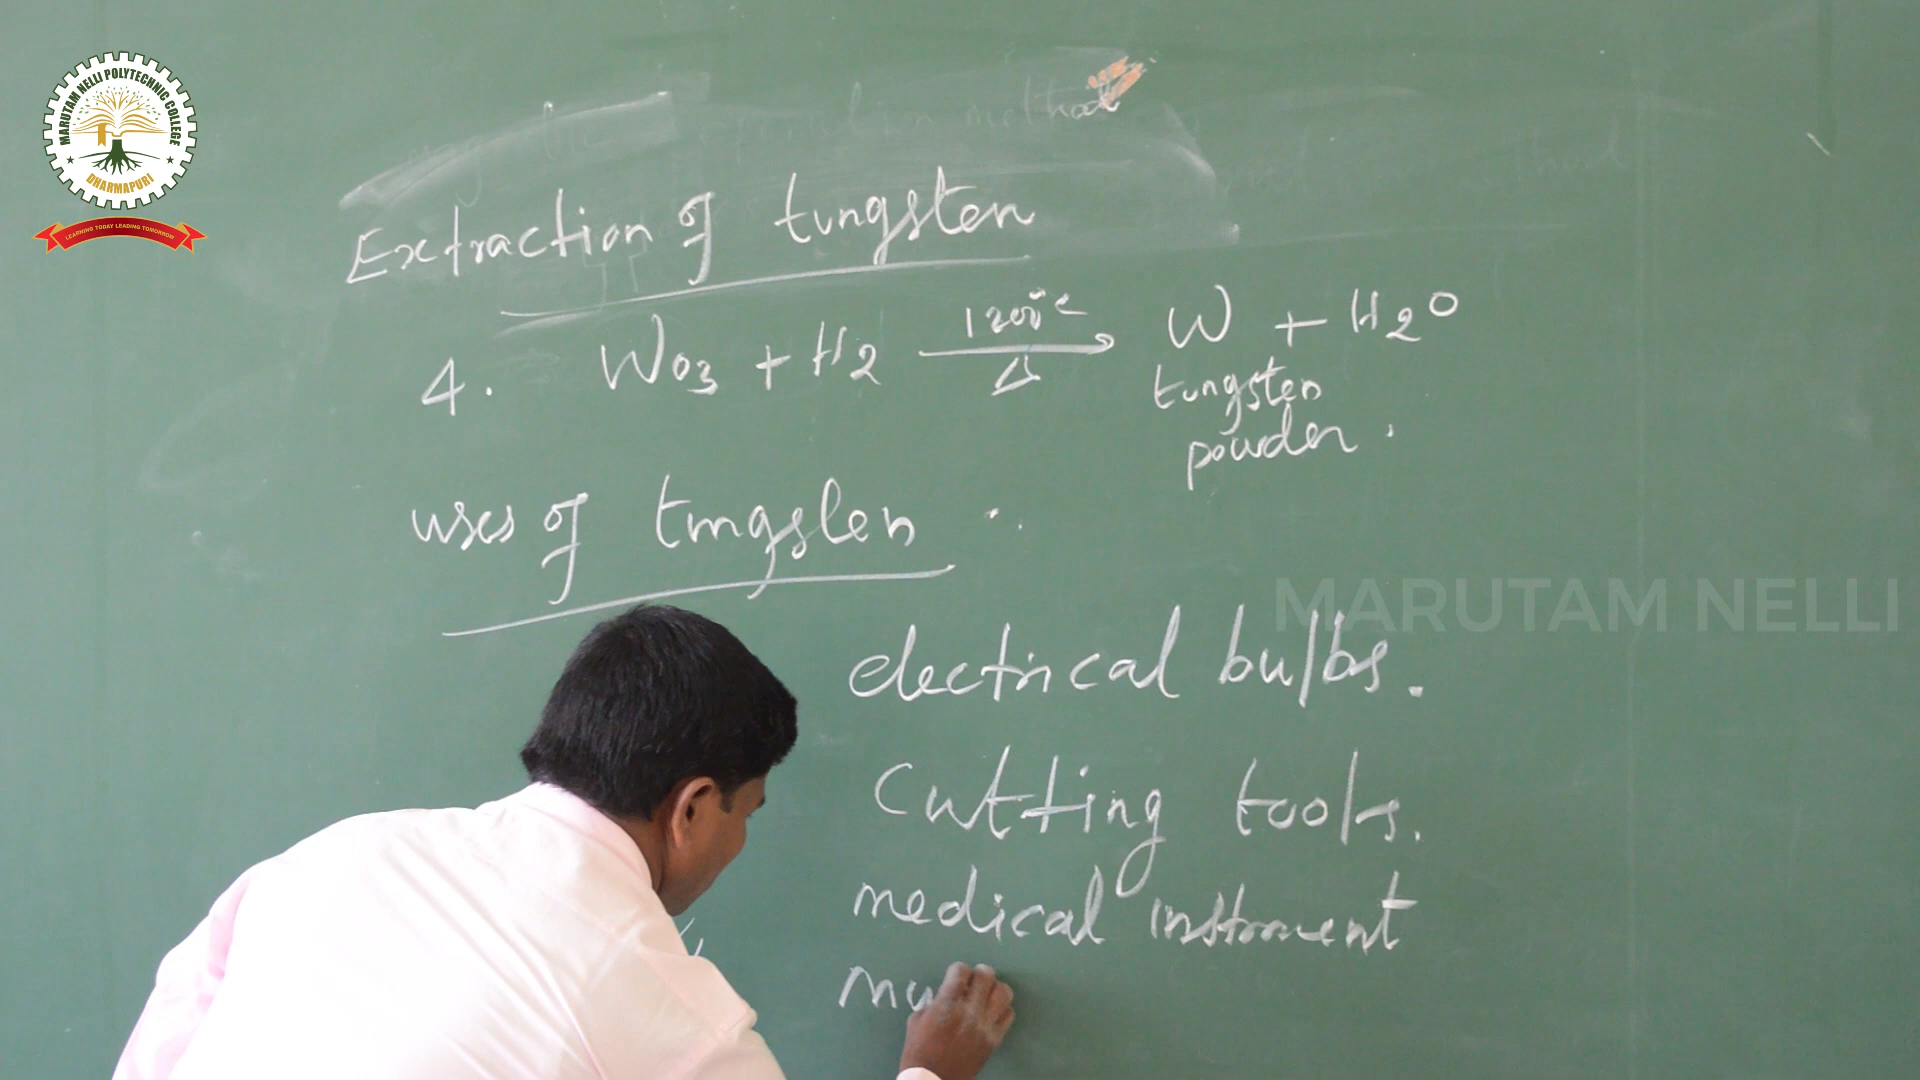 MARUTAM NELLI POLYTECHNIC COLLEGE
DHARMAPURI
LEARNING TODAY LEADING TOMORROW
method
Extraction of tungsten
4. WO3 + H2 1200°C Δ → W + H2O
tungsten
powder.
uses of tungsten
MARUTAM NELLI
electrical bulbs.
Cutting tools.
medical instrument